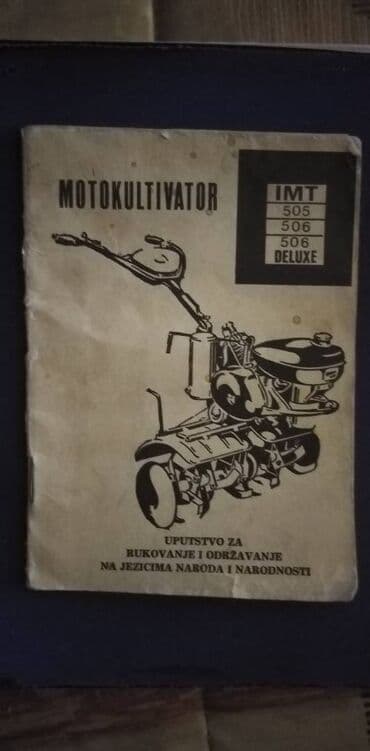 MOTOKULTIVATOR
IMT
505
506
506
DELUXE
UPUTSTVO ZA
RUKOVANJE I ODRŽAVANJE
NA JEZICIMA NARODA I NARODNOSTI